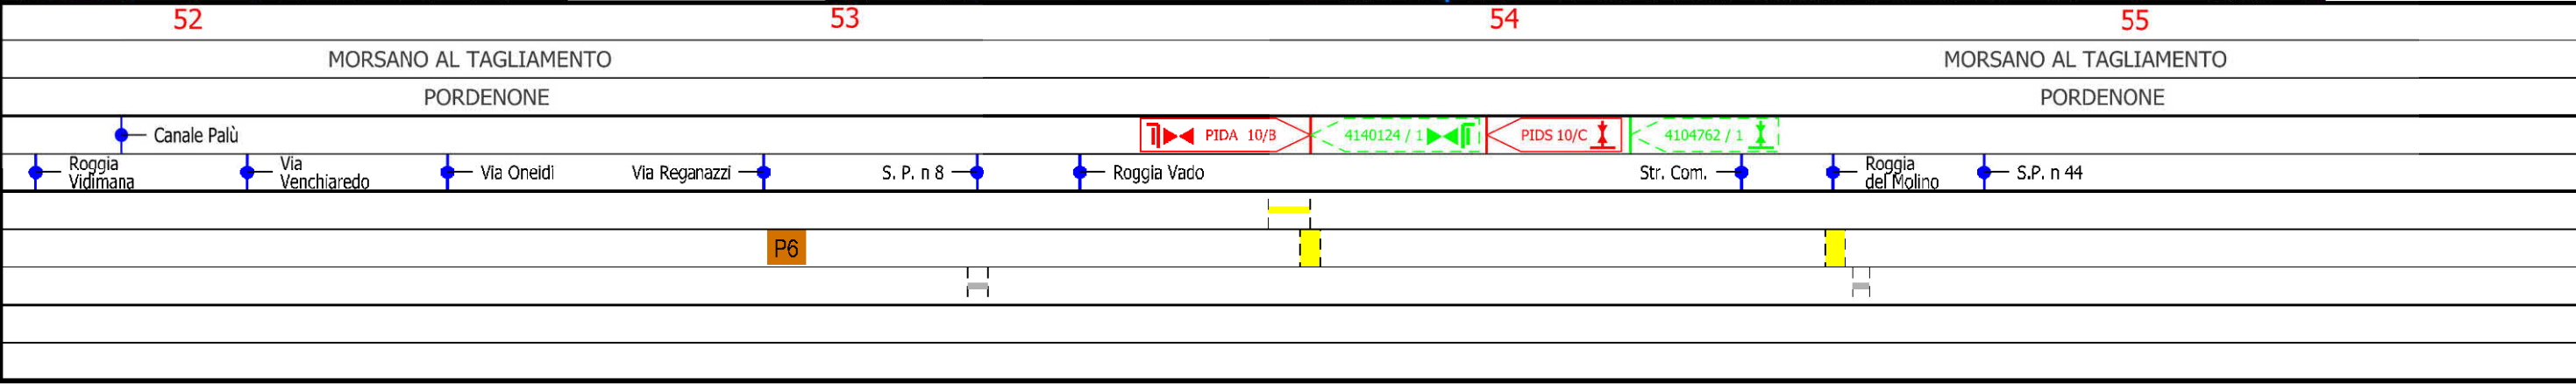 52 53 54 55
MORSANO AL TAGLIAMENTO MORSANO AL TAGLIAMENTO
PORDENONE PORDENONE
Canale Palù PIDA 10/B 4140124 / 1 PIDS 10/C 4104762 / 1
Roggia
Vidimana
Via
Venchiaredo
Via Oneidi
Via Reganazzi
S. P. n 8
Roggia Vado
Str. Com.
Roggia
del Molino
S.P. n 44
P6